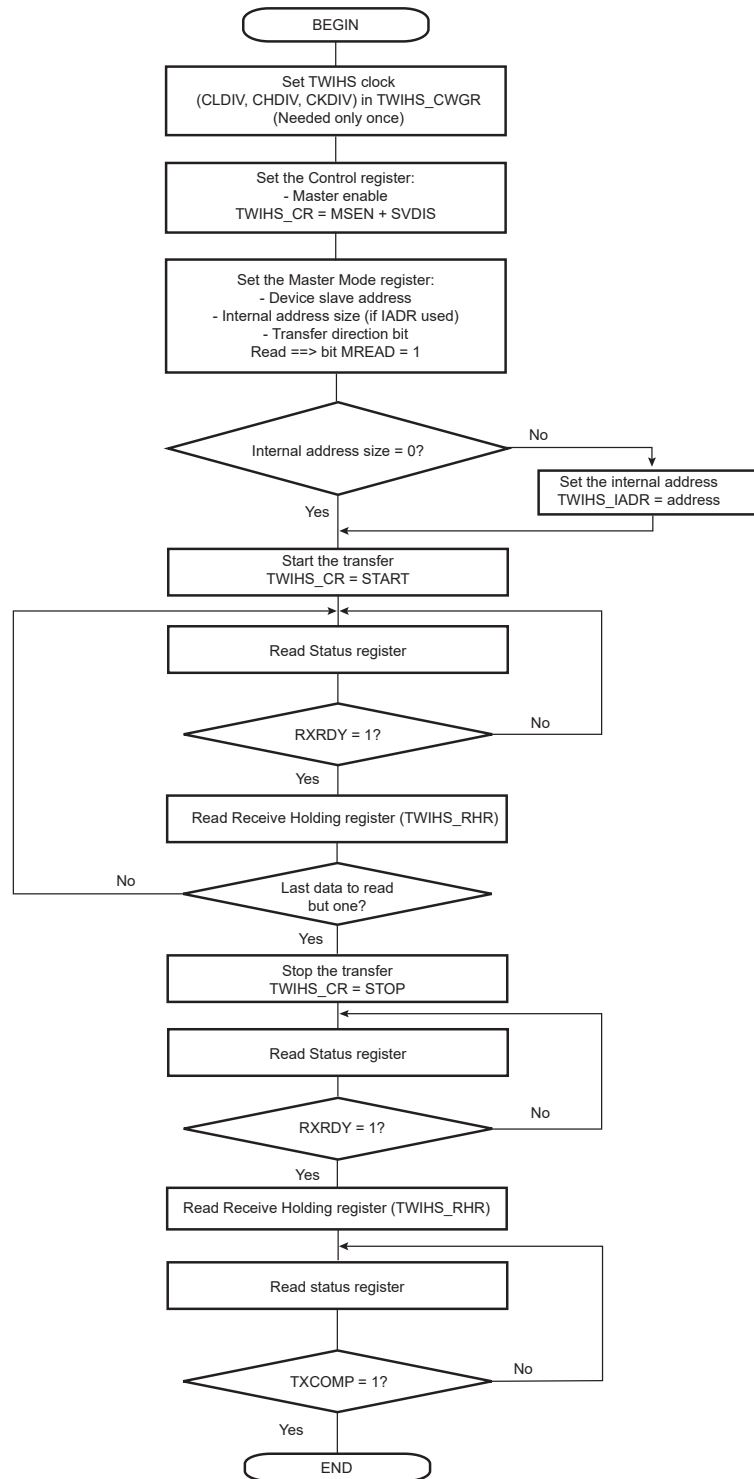 BEGIN
Set TWIHS clock
(CLDIV, CHDIV, CKDIV) in TWIHS_CWGR
(Needed only once)
Set the Control register:
- Master enable
TWIHS_CR = MSEN + SVDIS
Set the Master Mode register:
- Device slave address
- Internal address size (if IADR used)
- Transfer direction bit
Read ==> bit MREAD = 1
Internal address size = 0?
No
Set the internal address
TWIHS_IADR = address
Yes
Start the transfer
TWIHS_CR = START
Read Status register
RXRDY = 1?
No
Yes
Read Receive Holding register (TWIHS_RHR)
Last data to read
but one?
No
Yes
Stop the transfer
TWIHS_CR = STOP
Read Status register
RXRDY = 1?
No
Yes
Read Receive Holding register (TWIHS_RHR)
Read status register
TXCOMP = 1?
No
Yes
END